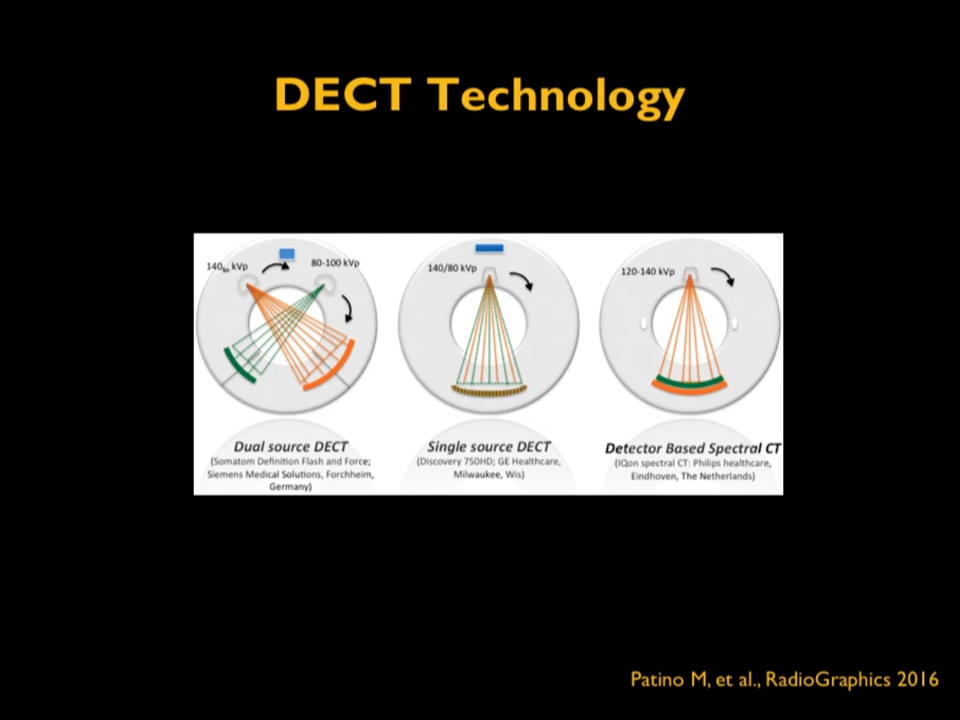 DECT Technology
140Sn kVp
80-100 kVp
140/80 kVp
120-140 kVp
Dual source DECT
(Somatom Definition Flash and Force;
Siemens Medical Solutions, Forchheim,
Germany)
Single source DECT
(Discovery 750HD; GE Healthcare,
Milwaukee, Wis)
Detector Based Spectral CT
(IQon spectral CT: Philips healthcare,
Eindhoven, The Netherlands)
Patino M, et al., RadioGraphics 2016